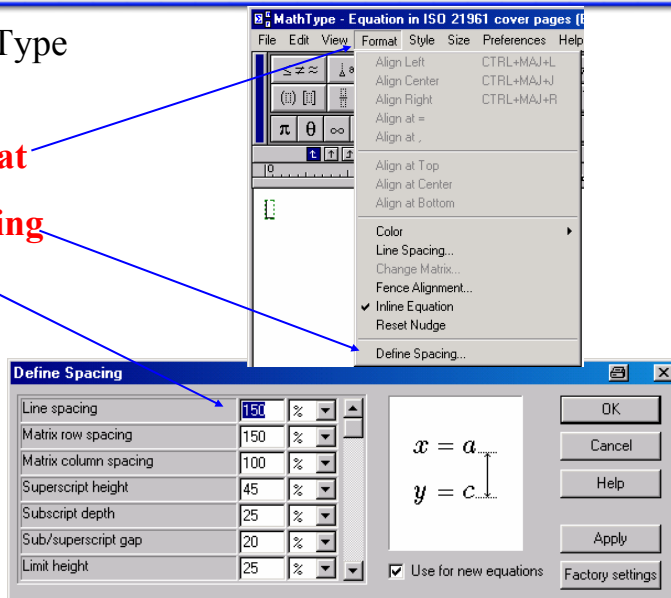 Type
at
ing
MathType - Equation in ISO 21961 cover pages (E
File Edit View Format Style Size Preferences Help
Align Left CTRL+MAJ+L
Align Center CTRL+MAJ+J
Align Right CTRL+MAJ+R
Align at =
Align at ,
Align at Top
Align at Center
Align at Bottom
Color
Line Spacing...
Change Matrix...
Fence Alignment...
Inline Equation
Reset Nudge
Define Spacing...
≤ ≠ ≈
π θ ∞
0
Define Spacing
Line spacing 150 %
Matrix row spacing 150 %
Matrix column spacing 100 %
Superscript height 45 %
Subscript depth 25 %
Sub/superscript gap 20 %
Limit height 25 %
x = a
y = c
Use for new equations
OK
Cancel
Help
Apply
Factory settings